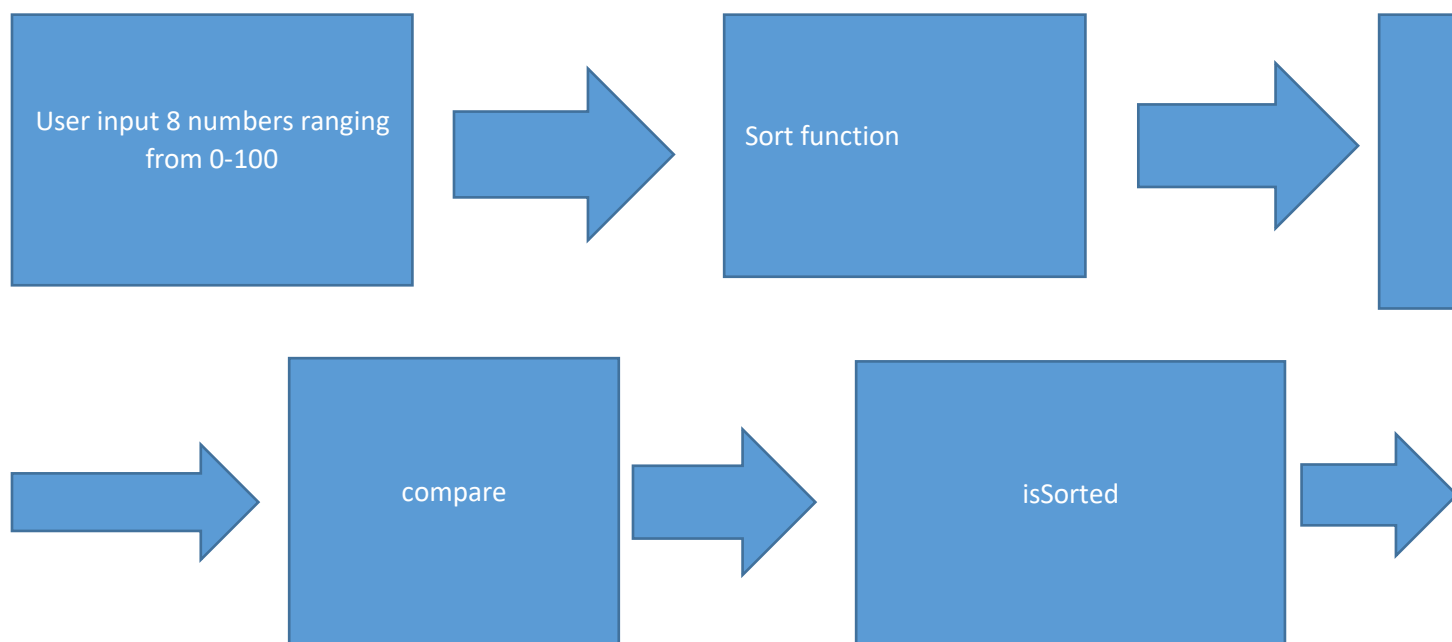 User input 8 numbers ranging
from 0-100
Sort function
compare
isSorted